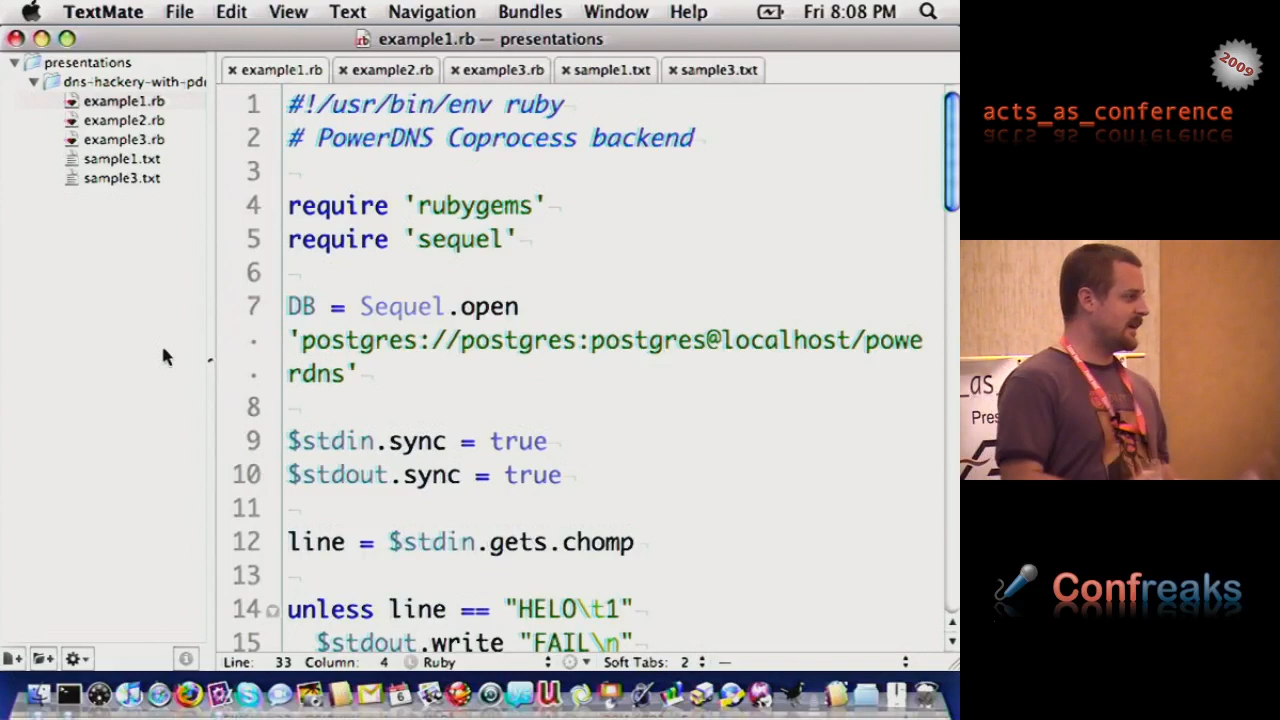 TextMate File Edit View Text Navigation Bundles Window Help Fri 8:08 PM
example1.rb — presentations
presentations
dns-hackery-with-pdn
example1.rb
example2.rb
example3.rb
sample1.txt
sample3.txt
example1.rb example2.rb example3.rb sample1.txt sample3.txt
1 #!/usr/bin/env ruby
2 # PowerDNS Coprocess backend
3
4 require 'rubygems'
5 require 'sequel'
6
7 DB = Sequel.open
'postgres://postgres:postgres@localhost/powe
rdns'
8
9 $stdin.sync = true
10 $stdout.sync = true
11
12 line = $stdin.gets.chomp
13
14 unless line == "HELO\t1"
15 $stdout.write "FAIL\n"
Line: 33 Column: 4 Ruby Soft Tabs: 2 —
6
2009
acts_as_conference
_as_
Pres
Confreaks